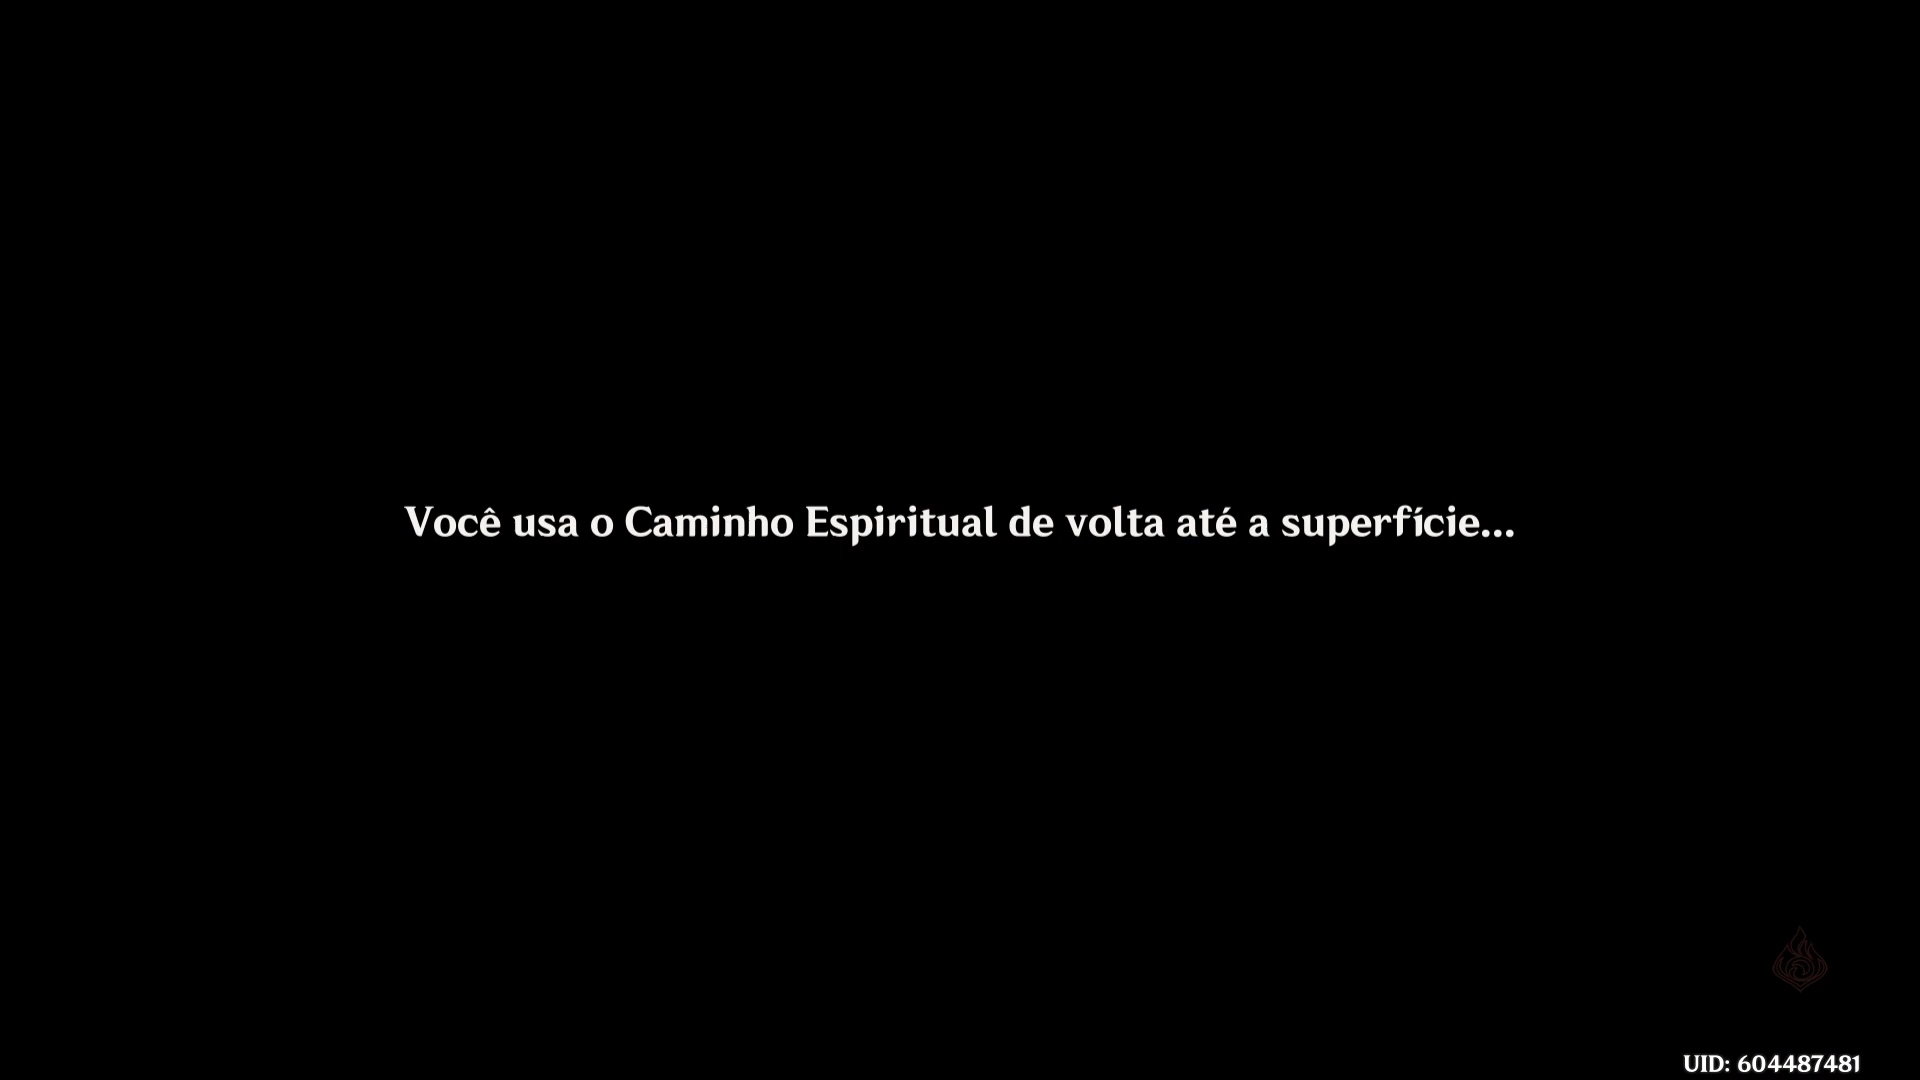 Você usa o Caminho Espiritual de volta até a superfície...
UID: 604487481